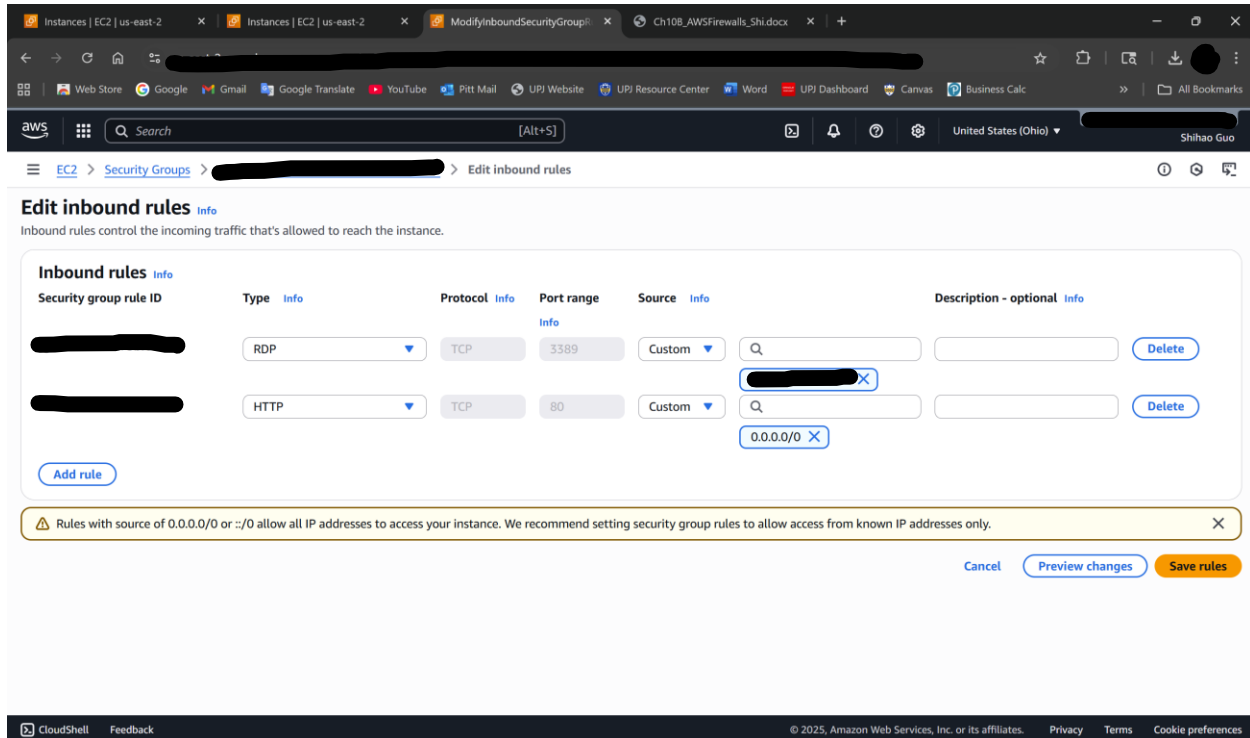 Instances | EC2 | us-east-2 Instances | EC2 | us-east-2 ModifyInboundSecurityGroupR Ch10B_AWSFirewalls_Shi.docx
Web Store Google Gmail Google Translate YouTube Pitt Mail UPJ Website UPJ Resource Center Word UPJ Dashboard Canvas Business Calc » All Bookmarks
aws Search [Alt+S] United States (Ohio)
Shihao Guo
EC2 > Security Groups > > Edit inbound rules
Edit inbound rules Info
Inbound rules control the incoming traffic that's allowed to reach the instance.
Inbound rules Info
Security group rule ID Type Info Protocol Info Port range Source Info Description - optional Info
Info
RDP TCP 3389 Custom Delete
HTTP TCP 80 Custom Delete
0.0.0.0/0
Add rule
Rules with source of 0.0.0.0/0 or ::/0 allow all IP addresses to access your instance. We recommend setting security group rules to allow access from known IP addresses only.
Cancel Preview changes Save rules
CloudShell Feedback © 2025, Amazon Web Services, Inc. or its affiliates. Privacy Terms Cookie preferences